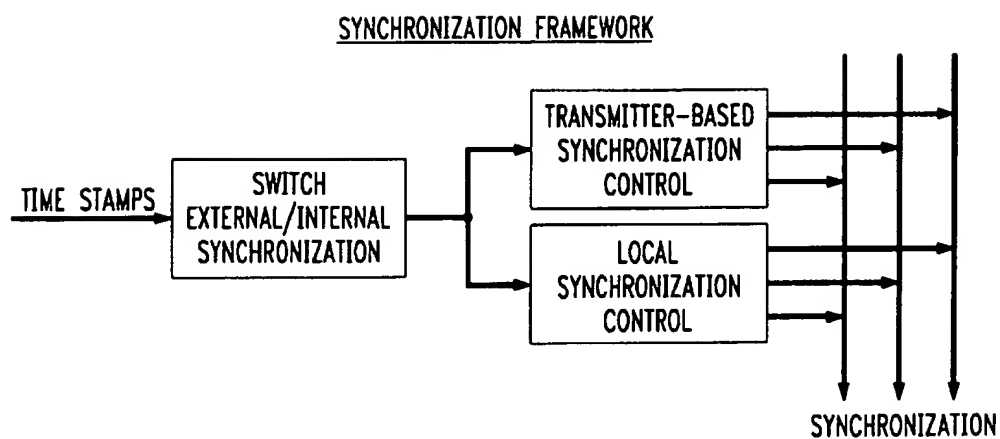 SYNCHRONIZATION FRAMEWORK
TIME STAMPS
SWITCH
EXTERNAL/INTERNAL
SYNCHRONIZATION
TRANSMITTER-BASED
SYNCHRONIZATION
CONTROL
LOCAL
SYNCHRONIZATION
CONTROL
SYNCHRONIZATION